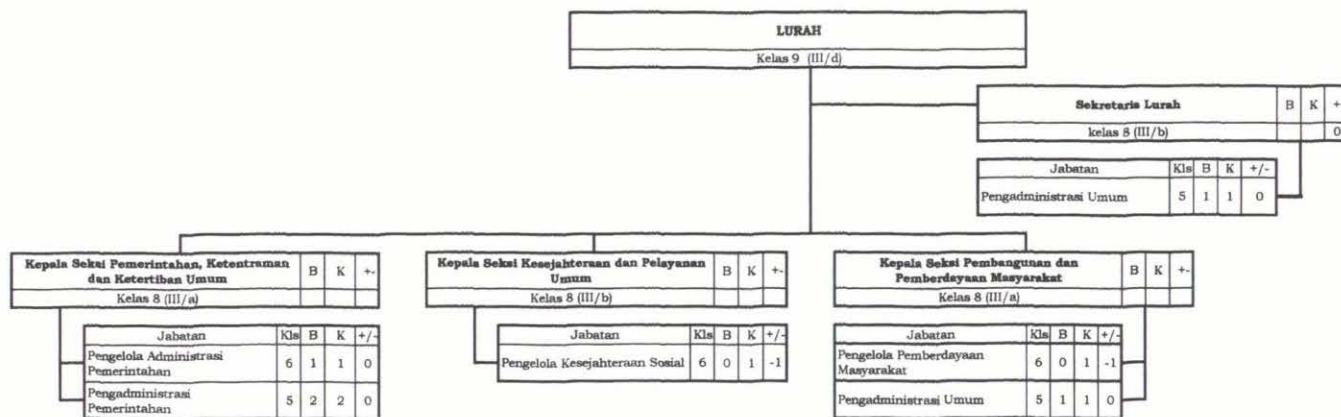 LURAH
Kelas 9 (III/d)
Sekretaris Lurah B K +
kelas 8 (III/b) 0
Jabatan Kls B K +/-
Pengadministrasi Umum 5 1 1 0
Kepala Seksi Pemerintahan, Ketentraman
dan Ketertiban Umum B K +-
Kelas 8 (III/a)
Jabatan Kls B K +/-
Pengelola Administrasi
Pemerintahan 6 1 1 0
Pengadministrasi
Pemerintahan 5 2 2 0
Kepala Seksi Kesejahteraan dan Pelayanan
Umum B K +-
Kelas 8 (III/b)
Jabatan Kls B K +/-
Pengelola Kesejahteraan Sosial 6 0 1 -1
Kepala Seksi Pembangunan dan
Pemberdayaan Masyarakat B K +-
Kelas 8 (III/a)
Jabatan Kls B K +/-
Pengelola Pemberdayaan
Masyarakat 6 0 1 -1
Pengadministrasi Umum 5 1 1 0